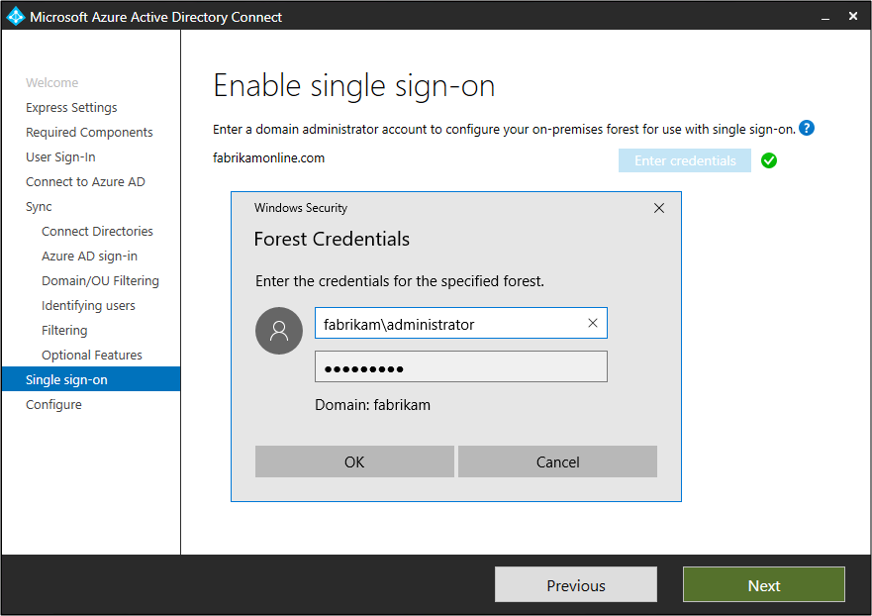 Microsoft Azure Active Directory Connect
Welcome
Express Settings
Required Components
User Sign-In
Connect to Azure AD
Sync
Connect Directories
Azure AD sign-in
Domain/OU Filtering
Identifying users
Filtering
Optional Features
Single sign-on
Configure
Enable single sign-on
Enter a domain administrator account to configure your on-premises forest for use with single sign-on. ?
fabrikamonline.com
Enter credentials
Windows Security
Forest Credentials
Enter the credentials for the specified forest.
fabrikam\administrator
●●●●●●●●●
Domain: fabrikam
OK
Cancel
Previous
Next